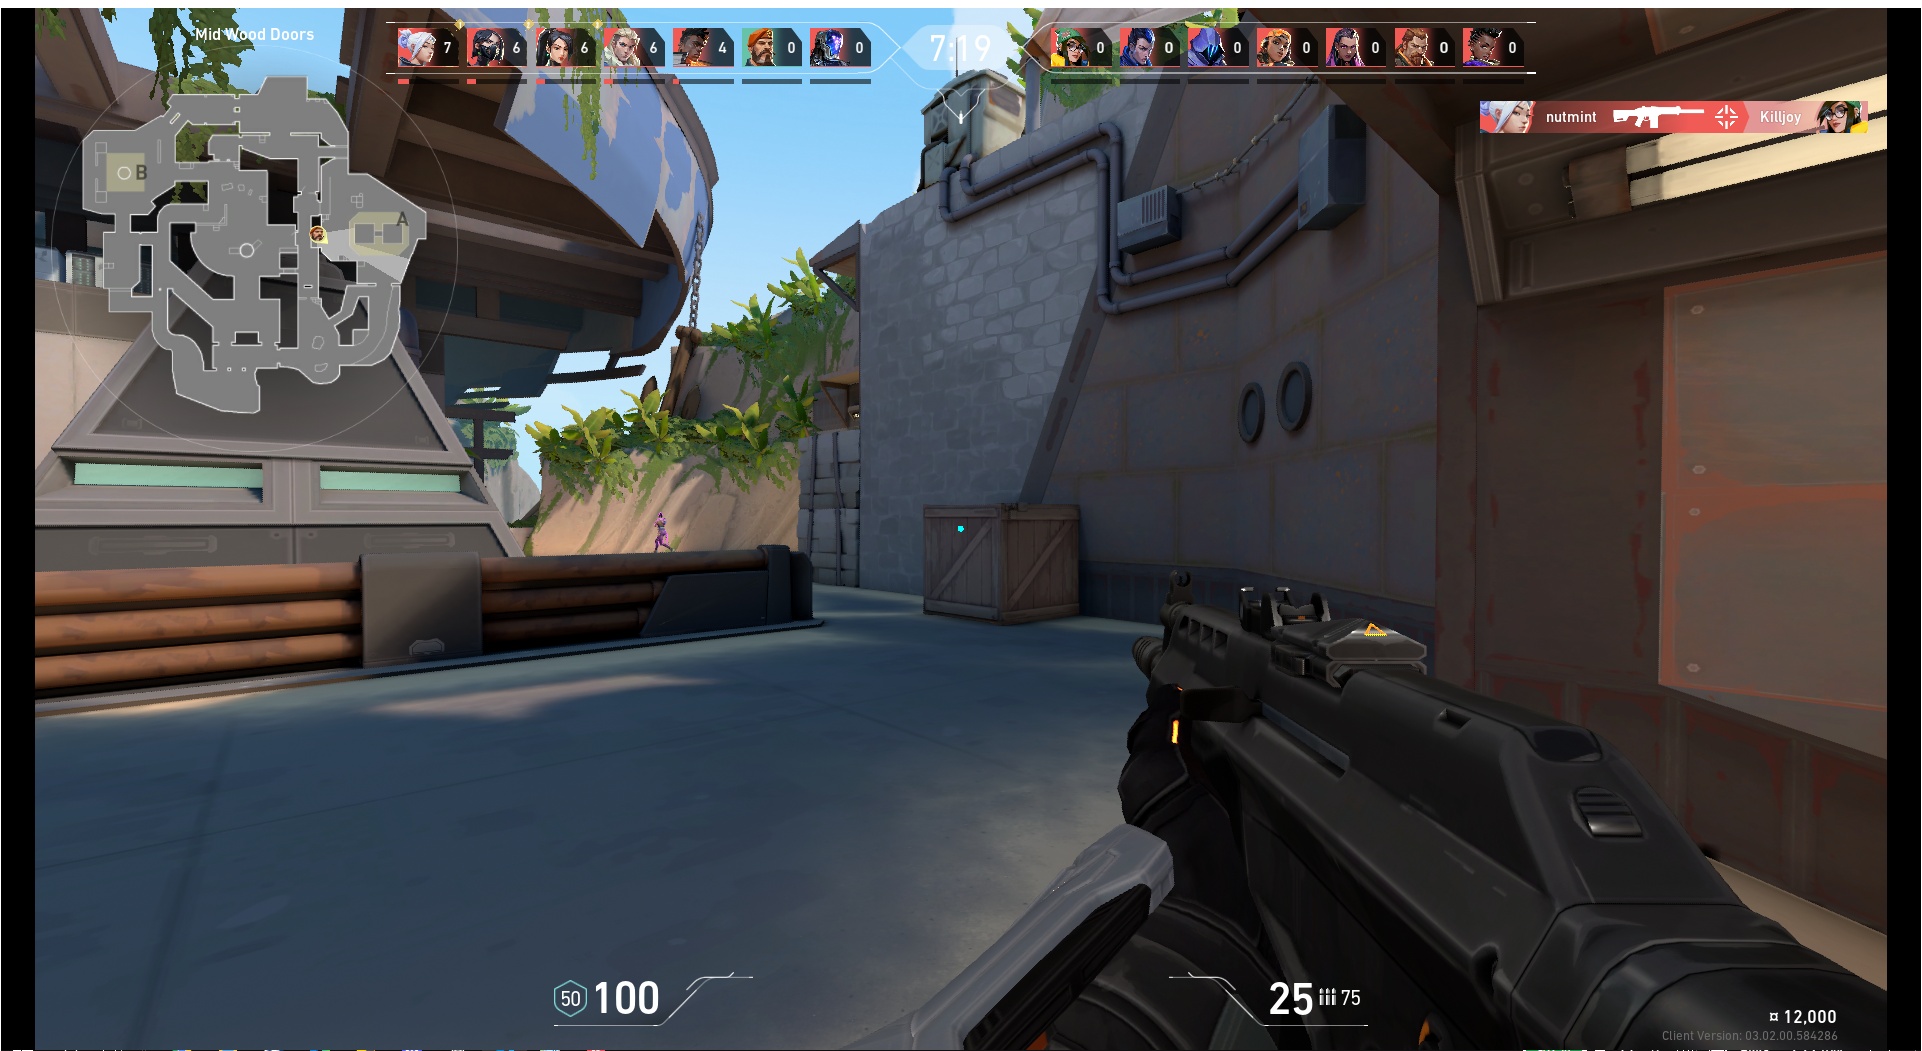 Mid Wood Doors
7 6 6 6 4 0 0 7:19 0 0 0 0 0 0 0
nutmint Killjoy
B
A
50 100
25 75
¤ 12,000
Client Version: 03.02.00.584286